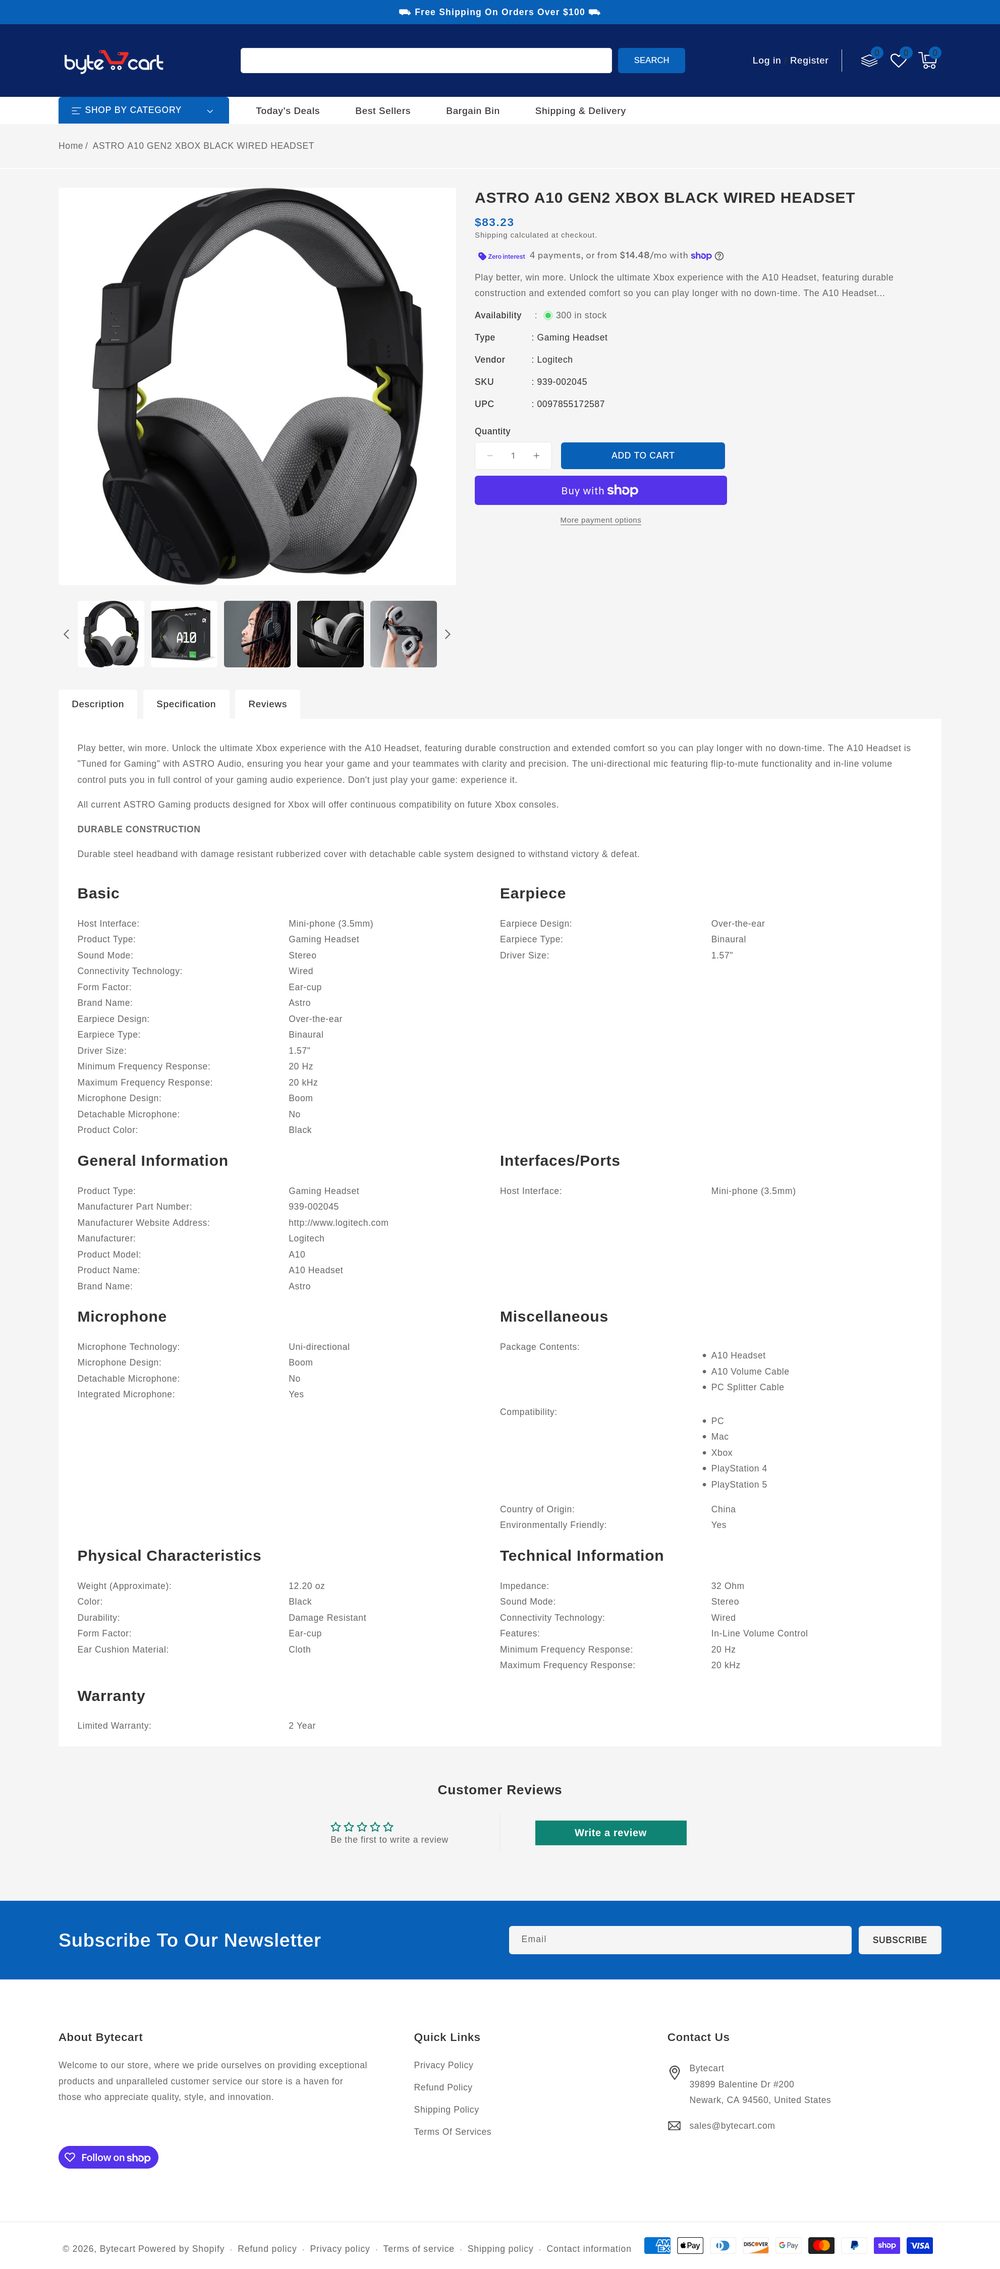 Free Shipping On Orders Over $100
byte cart
SEARCH
Log in Register
0 0 0
SHOP BY CATEGORY
Today's Deals Best Sellers Bargain Bin Shipping & Delivery
Home / ASTRO A10 GEN2 XBOX BLACK WIRED HEADSET
ASTRO A10 GEN2 XBOX BLACK WIRED HEADSET
$83.23
Shipping calculated at checkout.
Zero interest 4 payments, or from $14.48/mo with shop
Play better, win more. Unlock the ultimate Xbox experience with the A10 Headset, featuring durable
construction and extended comfort so you can play longer with no down-time. The A10 Headset...
Availability : 300 in stock
Type : Gaming Headset
Vendor : Logitech
SKU : 939-002045
UPC : 0097855172587
Quantity
− 1 + ADD TO CART
Buy with shop
More payment options
A10
A10
Description Specification Reviews
Play better, win more. Unlock the ultimate Xbox experience with the A10 Headset, featuring durable construction and extended comfort so you can play longer with no down-time. The A10 Headset is
"Tuned for Gaming" with ASTRO Audio, ensuring you hear your game and your teammates with clarity and precision. The uni-directional mic featuring flip-to-mute functionality and in-line volume
control puts you in full control of your gaming audio experience. Don't just play your game: experience it.
All current ASTRO Gaming products designed for Xbox will offer continuous compatibility on future Xbox consoles.
DURABLE CONSTRUCTION
Durable steel headband with damage resistant rubberized cover with detachable cable system designed to withstand victory & defeat.
Basic
Host Interface: Mini-phone (3.5mm)
Product Type: Gaming Headset
Sound Mode: Stereo
Connectivity Technology: Wired
Form Factor: Ear-cup
Brand Name: Astro
Earpiece Design: Over-the-ear
Earpiece Type: Binaural
Driver Size: 1.57"
Minimum Frequency Response: 20 Hz
Maximum Frequency Response: 20 kHz
Microphone Design: Boom
Detachable Microphone: No
Product Color: Black
Earpiece
Earpiece Design: Over-the-ear
Earpiece Type: Binaural
Driver Size: 1.57"
General Information
Product Type: Gaming Headset
Manufacturer Part Number: 939-002045
Manufacturer Website Address: http://www.logitech.com
Manufacturer: Logitech
Product Model: A10
Product Name: A10 Headset
Brand Name: Astro
Interfaces/Ports
Host Interface: Mini-phone (3.5mm)
Microphone
Microphone Technology: Uni-directional
Microphone Design: Boom
Detachable Microphone: No
Integrated Microphone: Yes
Miscellaneous
Package Contents:
• A10 Headset
• A10 Volume Cable
• PC Splitter Cable
Compatibility:
• PC
• Mac
• Xbox
• PlayStation 4
• PlayStation 5
Country of Origin: China
Environmentally Friendly: Yes
Physical Characteristics
Weight (Approximate): 12.20 oz
Color: Black
Durability: Damage Resistant
Form Factor: Ear-cup
Ear Cushion Material: Cloth
Technical Information
Impedance: 32 Ohm
Sound Mode: Stereo
Connectivity Technology: Wired
Features: In-Line Volume Control
Minimum Frequency Response: 20 Hz
Maximum Frequency Response: 20 kHz
Warranty
Limited Warranty: 2 Year
Customer Reviews
Be the first to write a review
Write a review
Subscribe To Our Newsletter
Email
SUBSCRIBE
About Bytecart
Welcome to our store, where we pride ourselves on providing exceptional
products and unparalleled customer service our store is a haven for
those who appreciate quality, style, and innovation.
Follow on shop
Quick Links
Privacy Policy
Refund Policy
Shipping Policy
Terms Of Services
Contact Us
Bytecart
39899 Balentine Dr #200
Newark, CA 94560, United States
sales@bytecart.com
© 2026, Bytecart Powered by Shopify · Refund policy · Privacy policy · Terms of service · Shipping policy · Contact information
AMEX Pay DISCOVER G Pay shop VISA